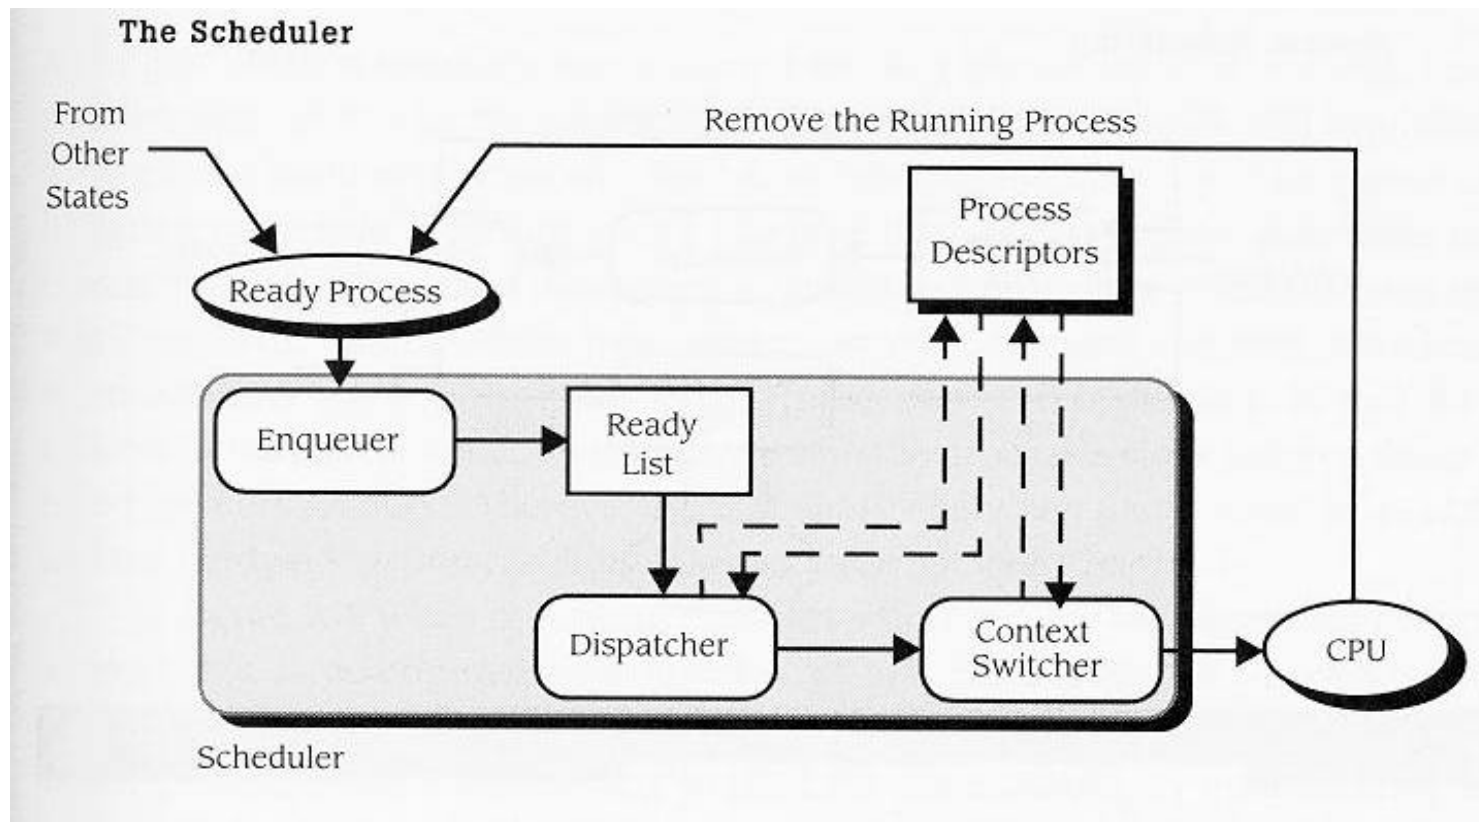 The Scheduler
From
Other
States
Remove the Running Process
Process
Descriptors
Ready Process
Enqueuer
Ready
List
Dispatcher
Context
Switcher
CPU
Scheduler